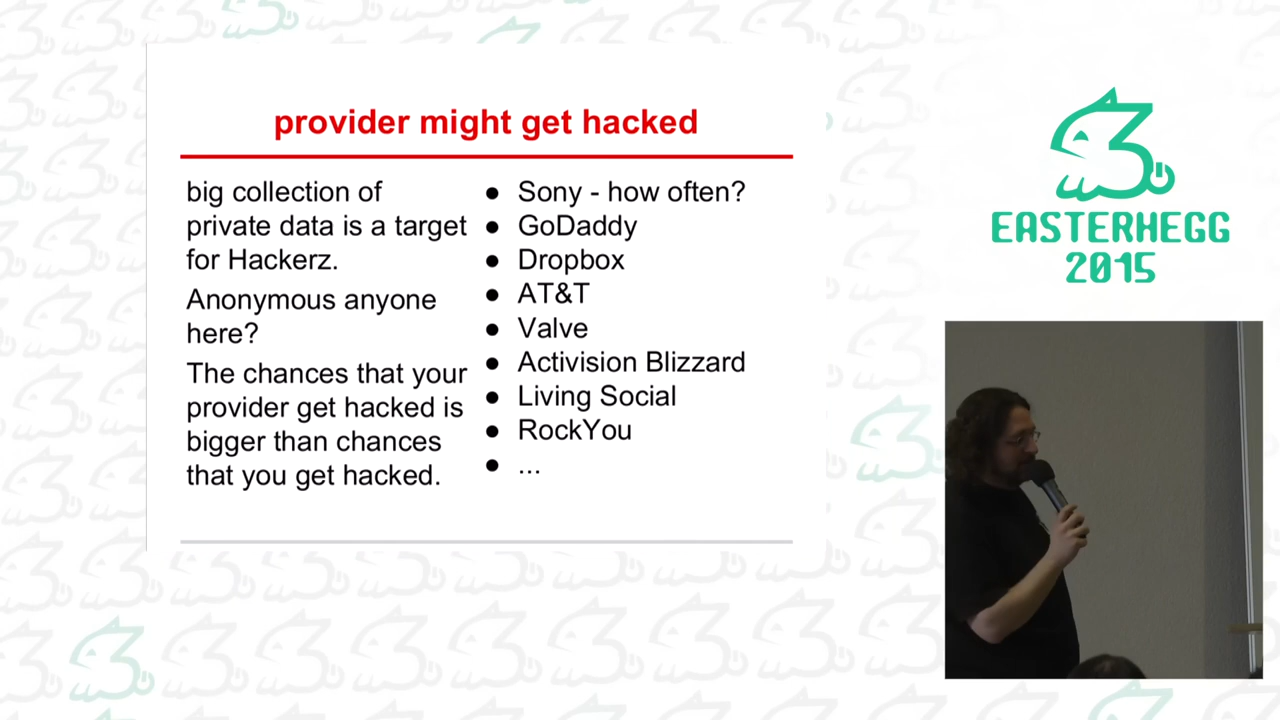 provider might get hacked
big collection of
private data is a target
for Hackerz.
Anonymous anyone
here?
The chances that your
provider get hacked is
bigger than chances
that you get hacked.
● Sony - how often?
● GoDaddy
● Dropbox
● AT&T
● Valve
● Activision Blizzard
● Living Social
● RockYou
● ...
EASTERHEGG
2015